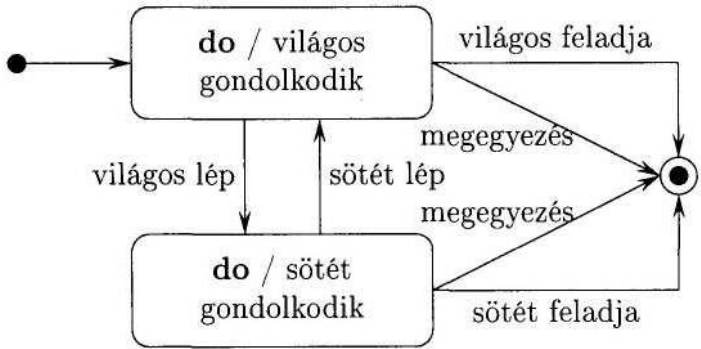 do / világos
gondolkodik
világos feladja
megegyezés
világos lép
sötét lép
megegyezés
do / sötét
gondolkodik
sötét feladja